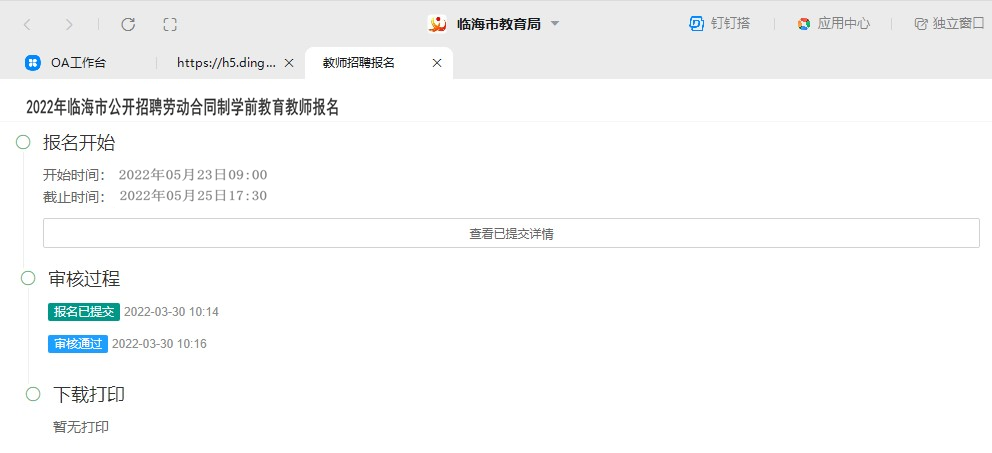 临海市教育局
钉钉搭
应用中心
独立窗口
OA工作台
https://h5.ding...
教师招聘报名
2022年临海市公开招聘劳动合同制学前教育教师报名
报名开始
开始时间： 2022年05月23日09:00
截止时间： 2022年05月25日17:30
查看已提交详情
审核过程
报名已提交 2022-03-30 10:14
审核通过 2022-03-30 10:16
下载打印
暂无打印